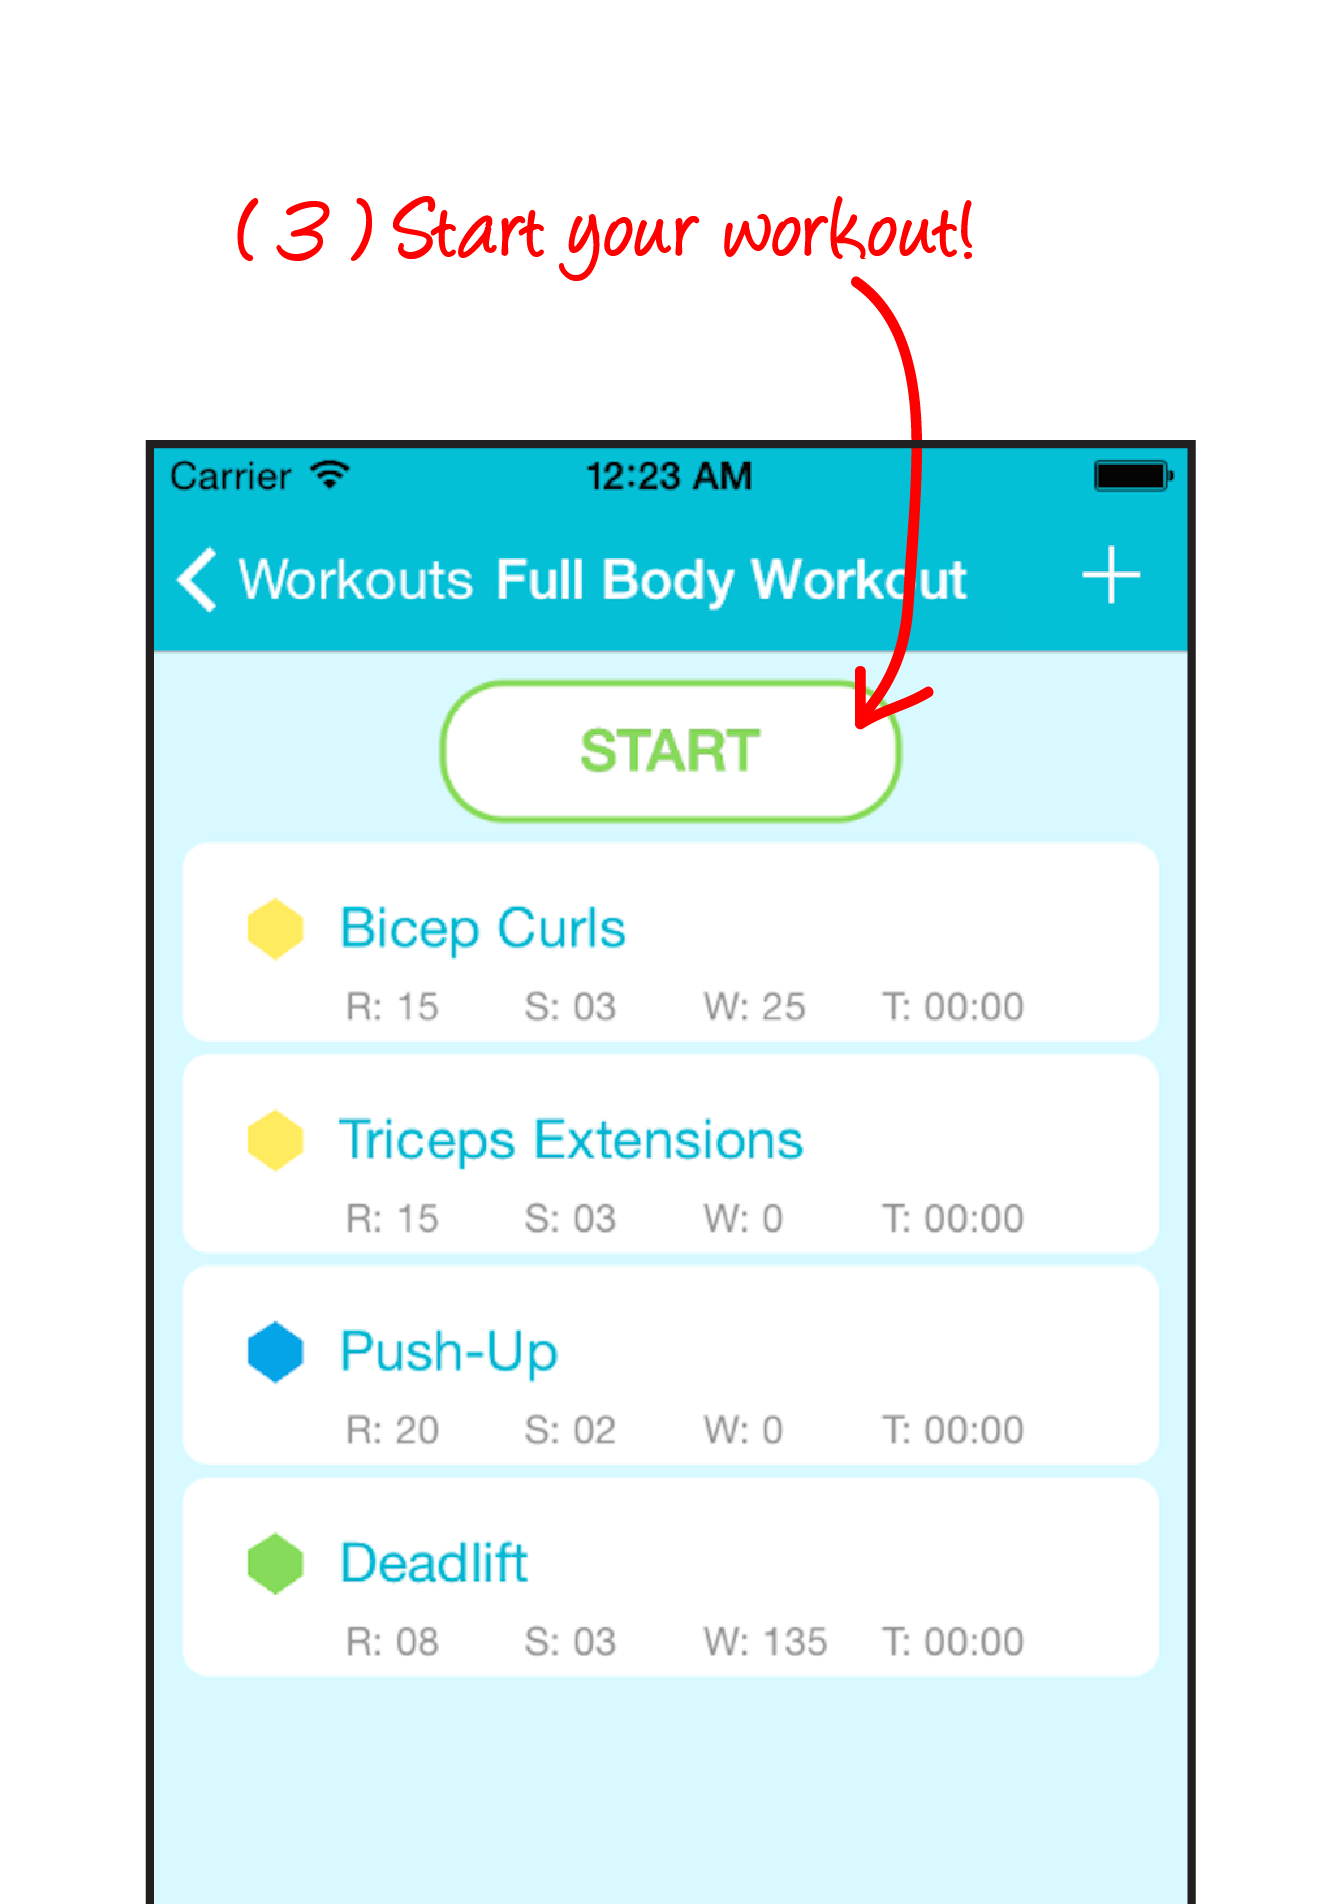 (3) Start your workout!
Carrier 12:23 AM
Workouts Full Body Workout
START
Bicep Curls
R: 15 S: 03 W: 25 T: 00:00
Triceps Extensions
R: 15 S: 03 W: 0 T: 00:00
Push-Up
R: 20 S: 02 W: 0 T: 00:00
Deadlift
R: 08 S: 03 W: 135 T: 00:00